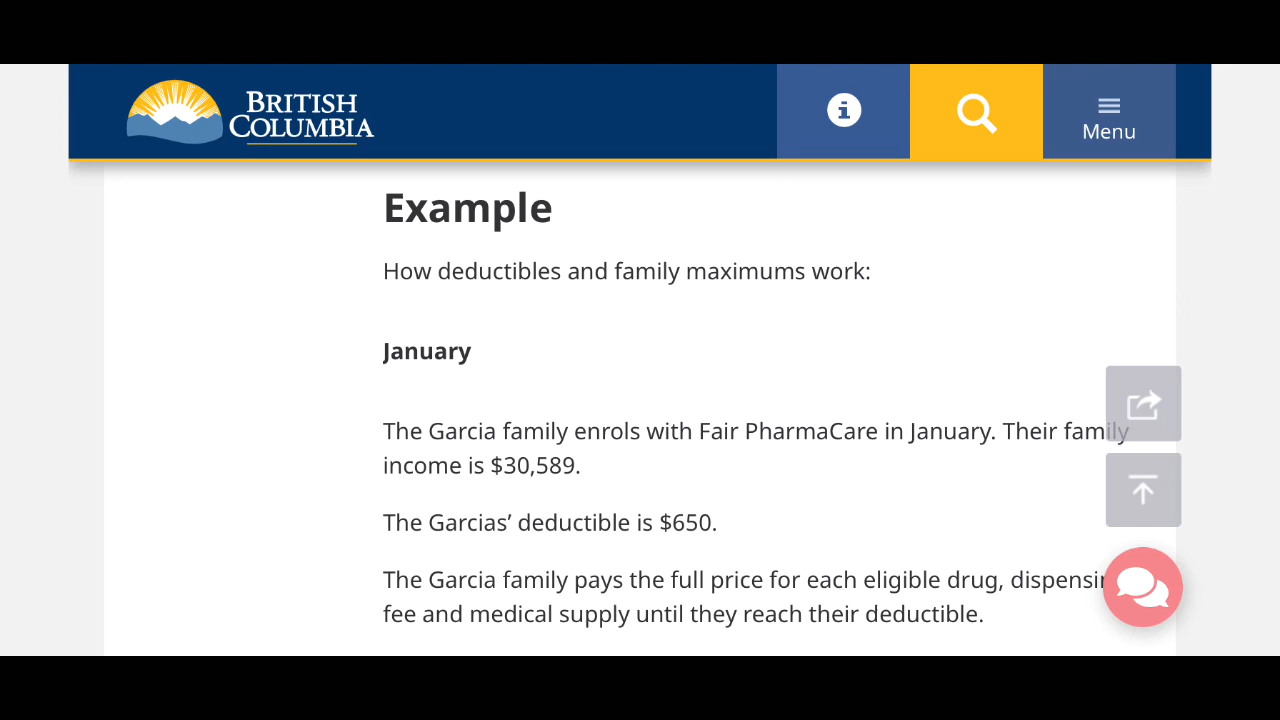 BRITISH
COLUMBIA
Menu
Example
How deductibles and family maximums work:
January
The Garcia family enrols with Fair PharmaCare in January. Their family
income is $30,589.
The Garcias’ deductible is $650.
The Garcia family pays the full price for each eligible drug, dispensin
fee and medical supply until they reach their deductible.